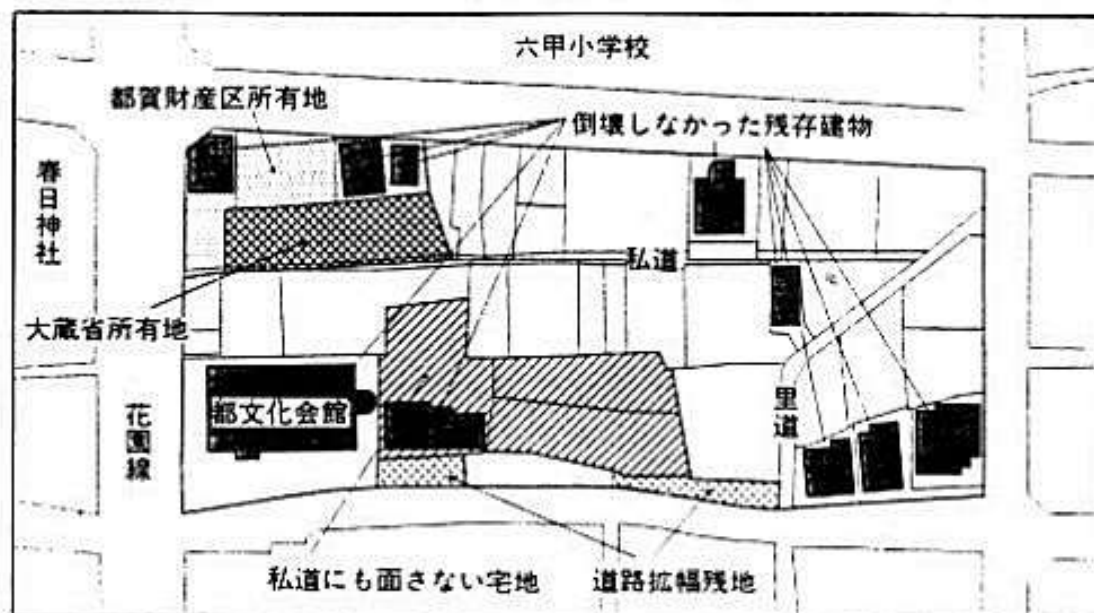 六甲小学校
都賀財産区所有地
倒壊しなかった残存建物
春日神社
私道
大蔵省所有地
里道
都文化会館
花園線
私道にも面さない宅地
道路拡幅残地